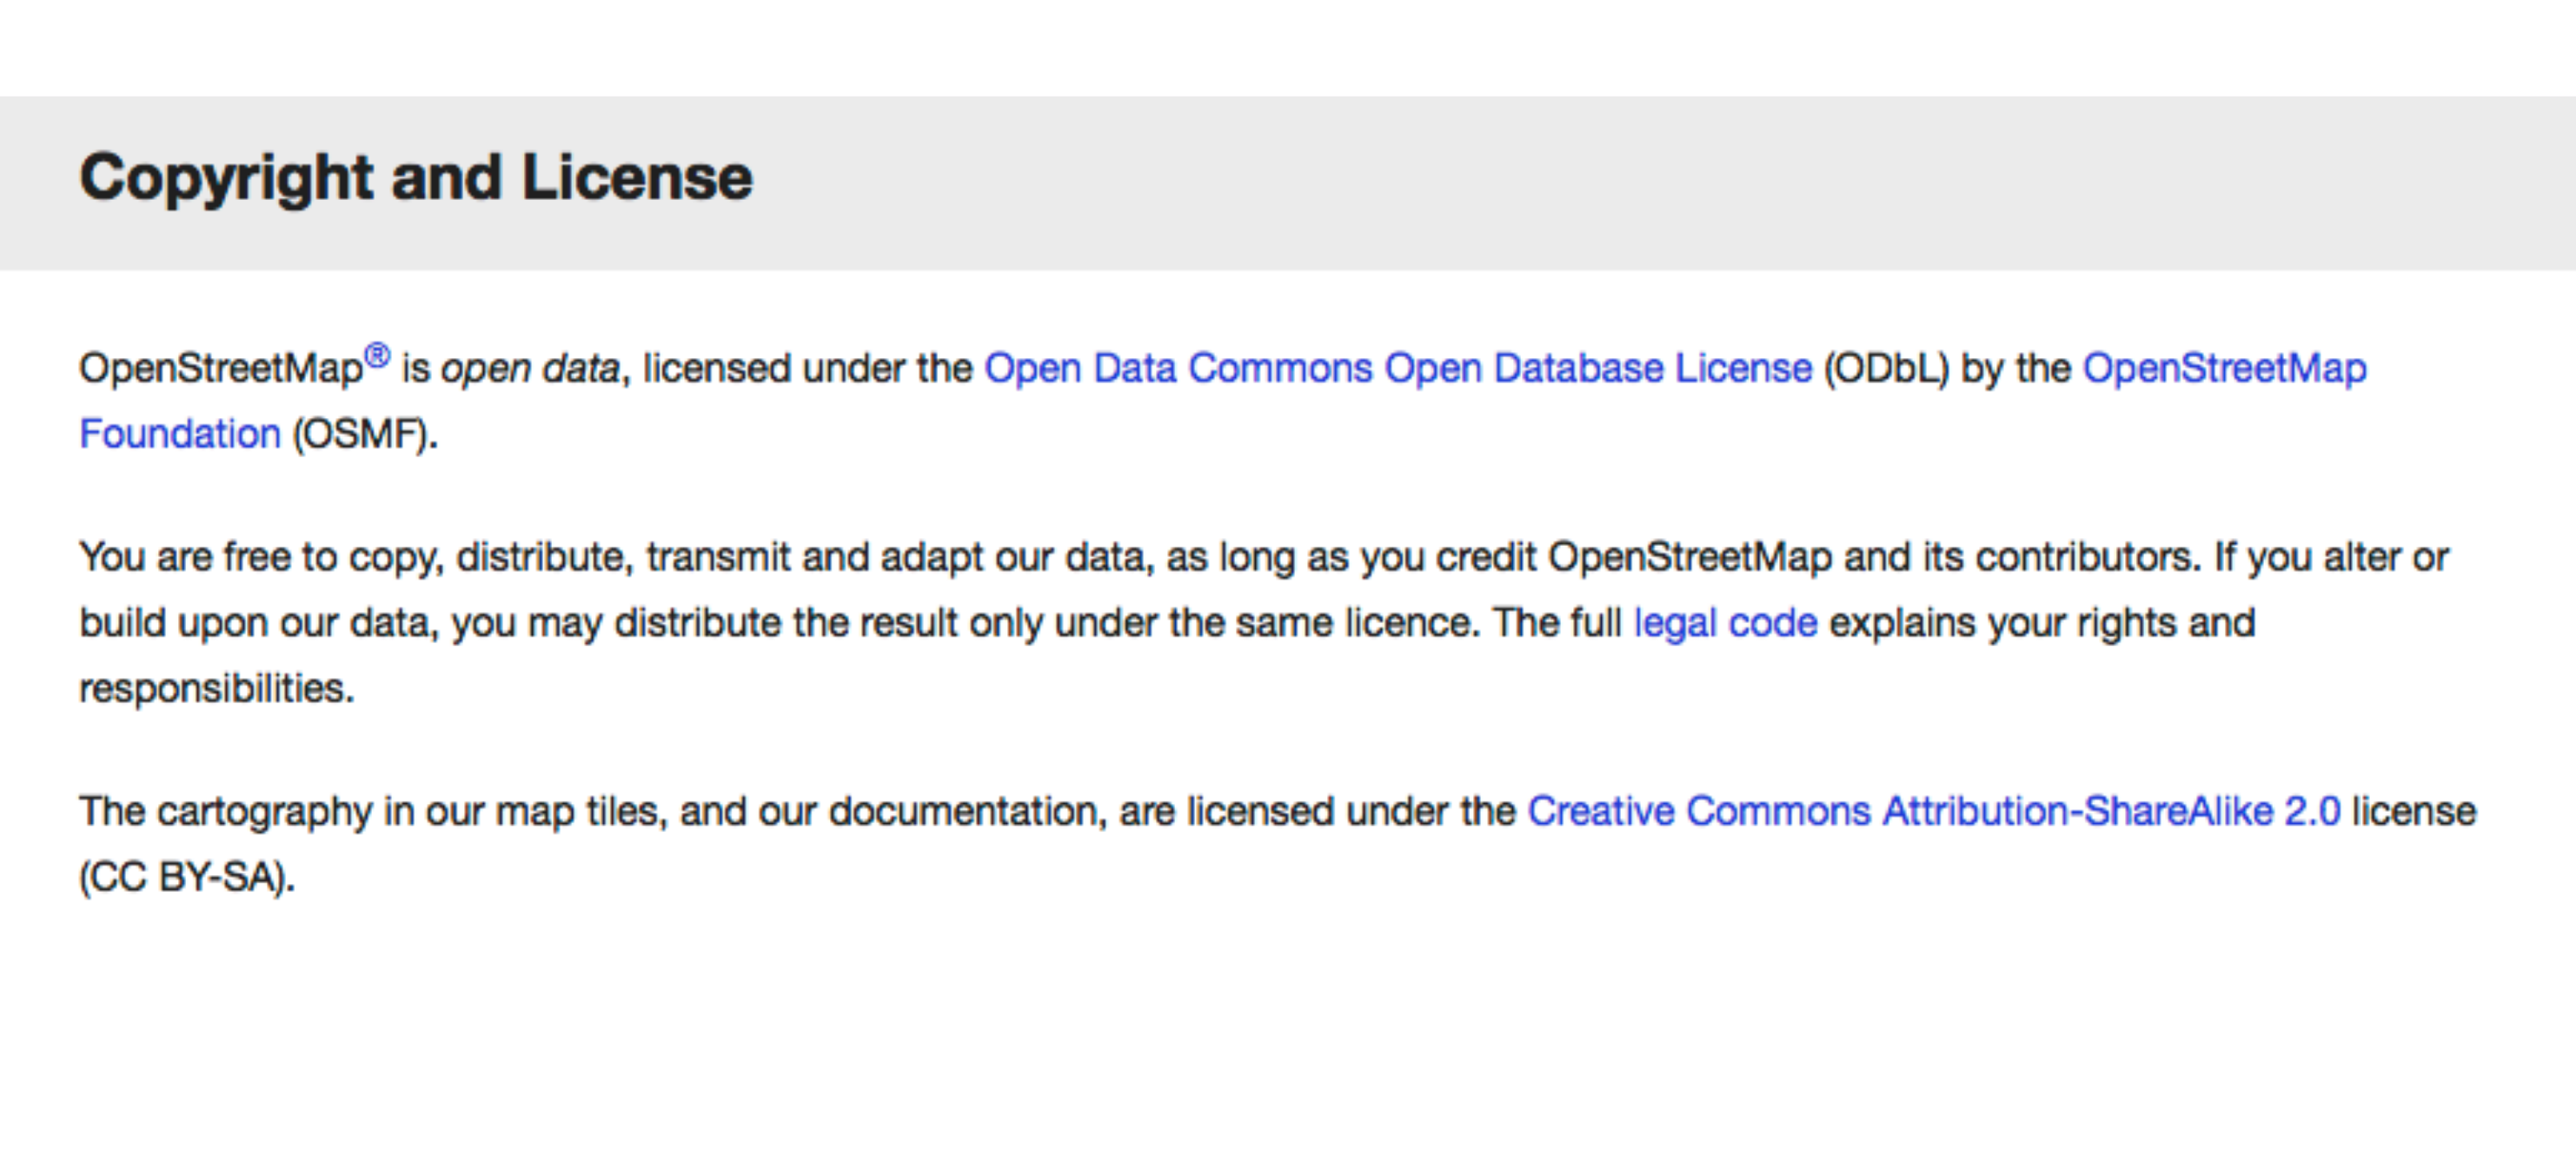 Copyright and License
OpenStreetMap® is open data, licensed under the Open Data Commons Open Database License (ODbL) by the OpenStreetMap
Foundation (OSMF).
You are free to copy, distribute, transmit and adapt our data, as long as you credit OpenStreetMap and its contributors. If you alter or
build upon our data, you may distribute the result only under the same licence. The full legal code explains your rights and
responsibilities.
The cartography in our map tiles, and our documentation, are licensed under the Creative Commons Attribution-ShareAlike 2.0 license
(CC BY-SA).